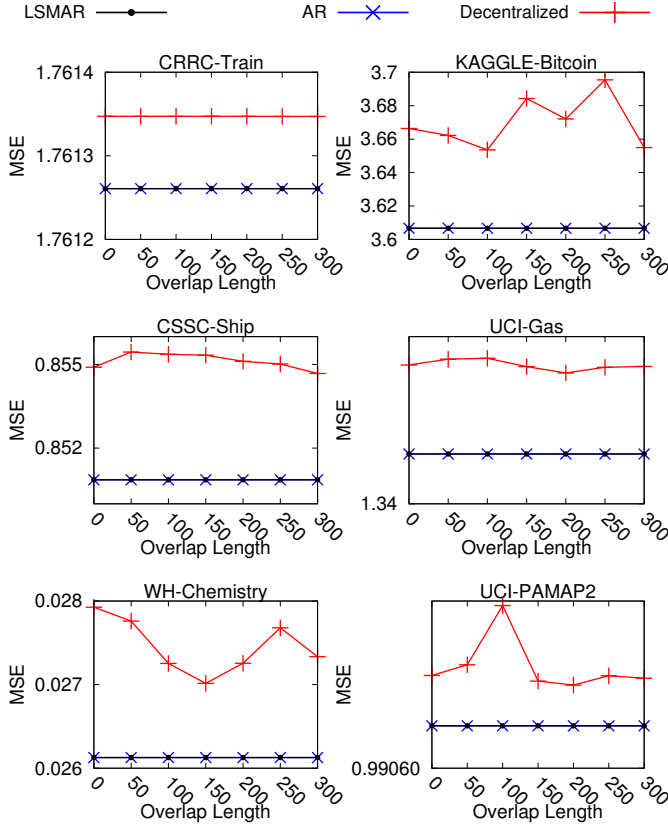 LSMAR AR Decentralized
CRRC-Train
1.7614
1.7613
1.7612
MSE
0 50 100 150 200 250 300
Overlap Length
KAGGLE-Bitcoin
3.7
3.68
3.66
3.64
3.62
3.6
MSE
0 50 100 150 200 250 300
Overlap Length
CSSC-Ship
0.855
0.852
MSE
0 50 100 150 200 250 300
Overlap Length
UCI-Gas
1.34
MSE
0 50 100 150 200 250 300
Overlap Length
WH-Chemistry
0.028
0.027
0.026
MSE
0 50 100 150 200 250 300
Overlap Length
UCI-PAMAP2
0.99060
MSE
0 50 100 150 200 250 300
Overlap Length